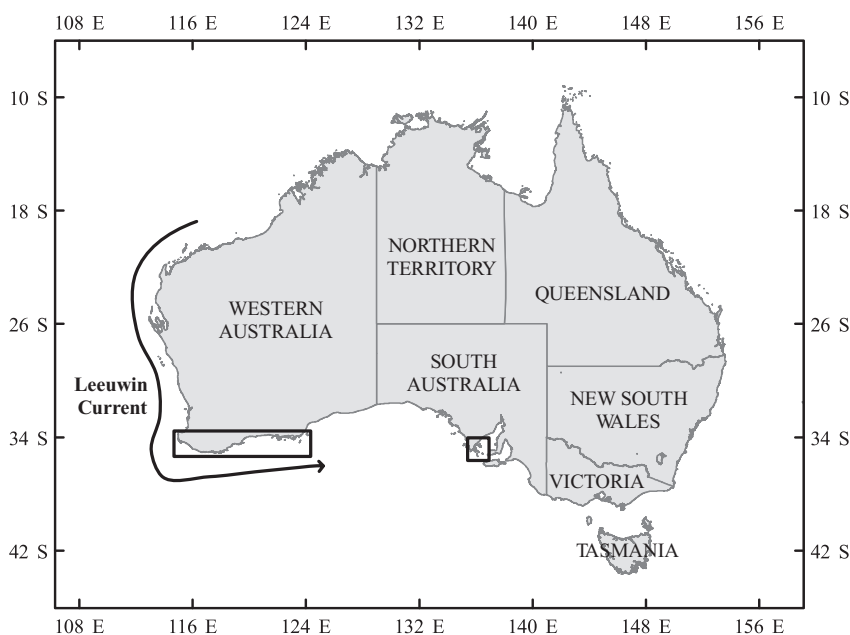 108 E 116 E 124 E 132 E 140 E 148 E 156 E
10 S 10 S
18 S 18 S
NORTHERN
TERRITORY
QUEENSLAND
WESTERN
AUSTRALIA
26 S 26 S
SOUTH
AUSTRALIA
Leeuwin
Current
NEW SOUTH
WALES
34 S 34 S
VICTORIA
42 S 42 S
TASMANIA
108 E 116 E 124 E 132 E 140 E 148 E 156 E